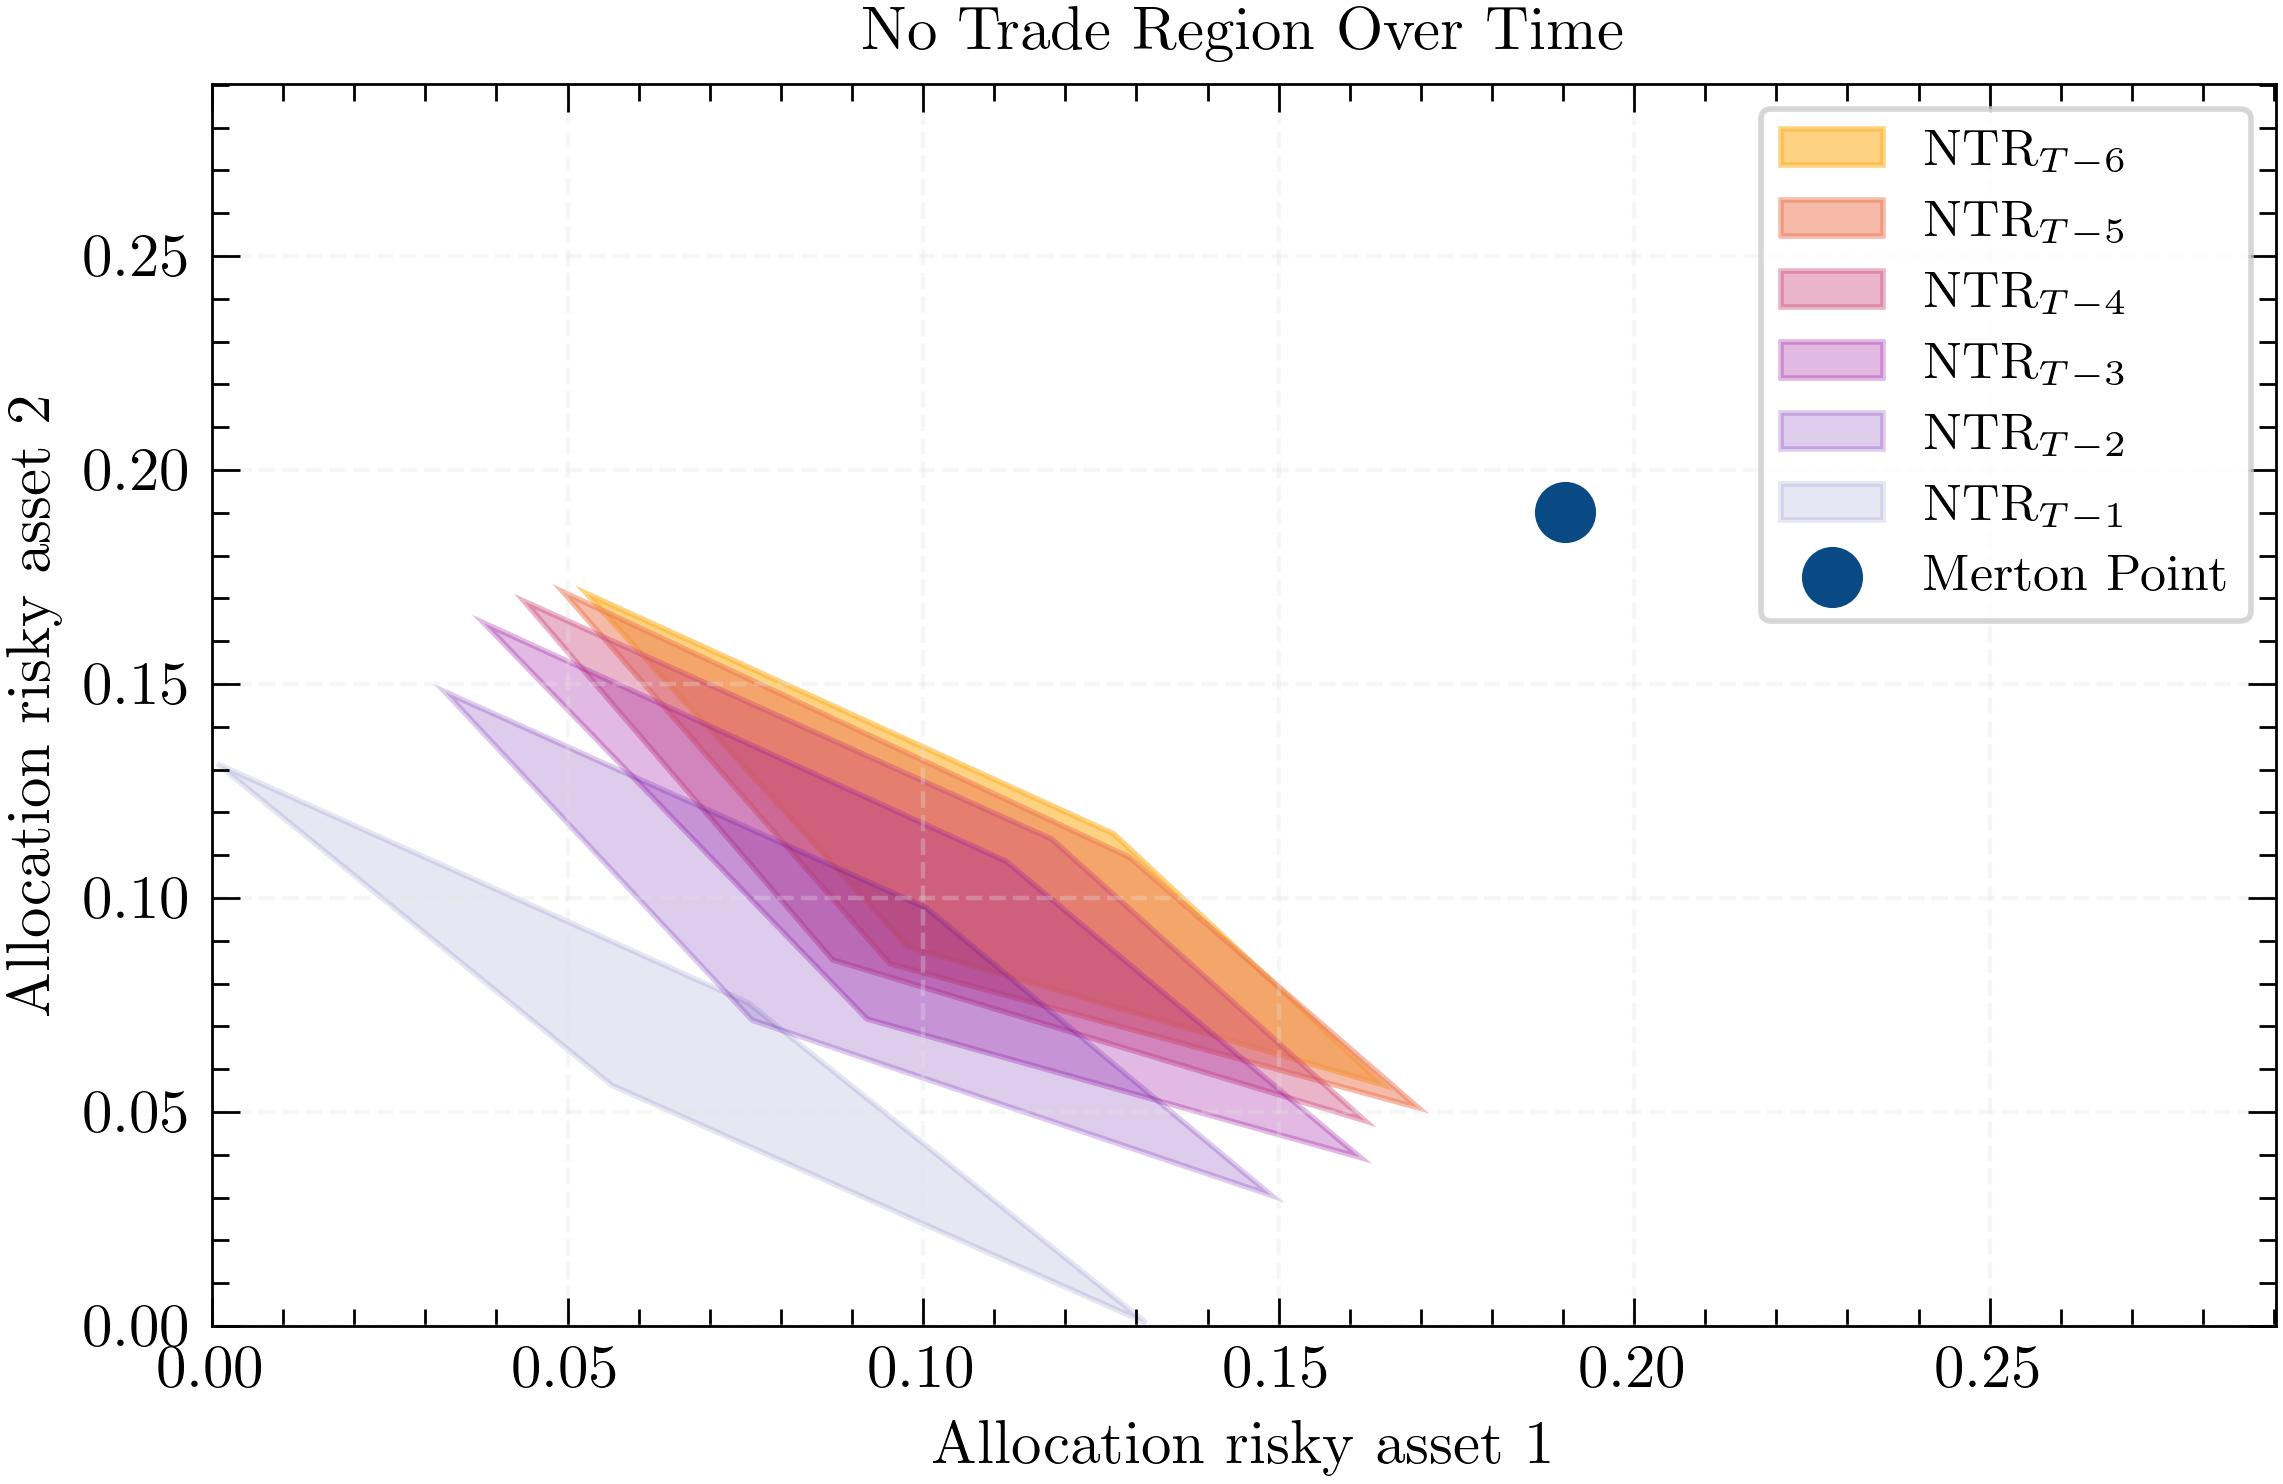 No Trade Region Over Time
NTR_{T−6}
NTR_{T−5}
NTR_{T−4}
NTR_{T−3}
NTR_{T−2}
NTR_{T−1}
Merton Point
Allocation risky asset 2
0.25
0.20
0.15
0.10
0.05
0.00
0.00 0.05 0.10 0.15 0.20 0.25
Allocation risky asset 1